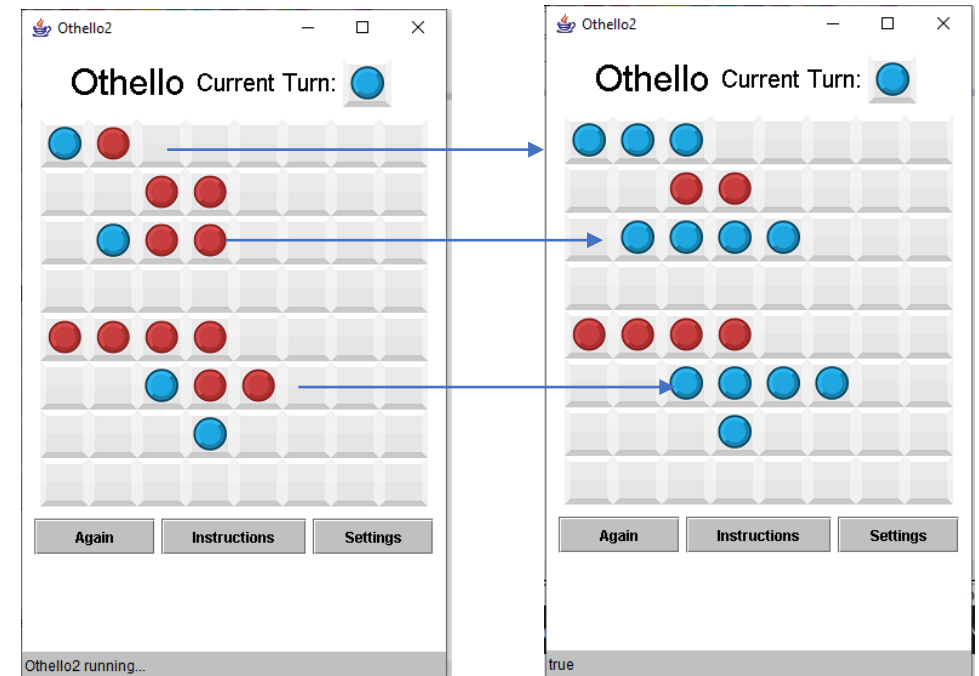 Othello2
Othello Current Turn:
Again Instructions Settings
Othello2 running...
Othello2
Othello Current Turn:
Again Instructions Settings
true